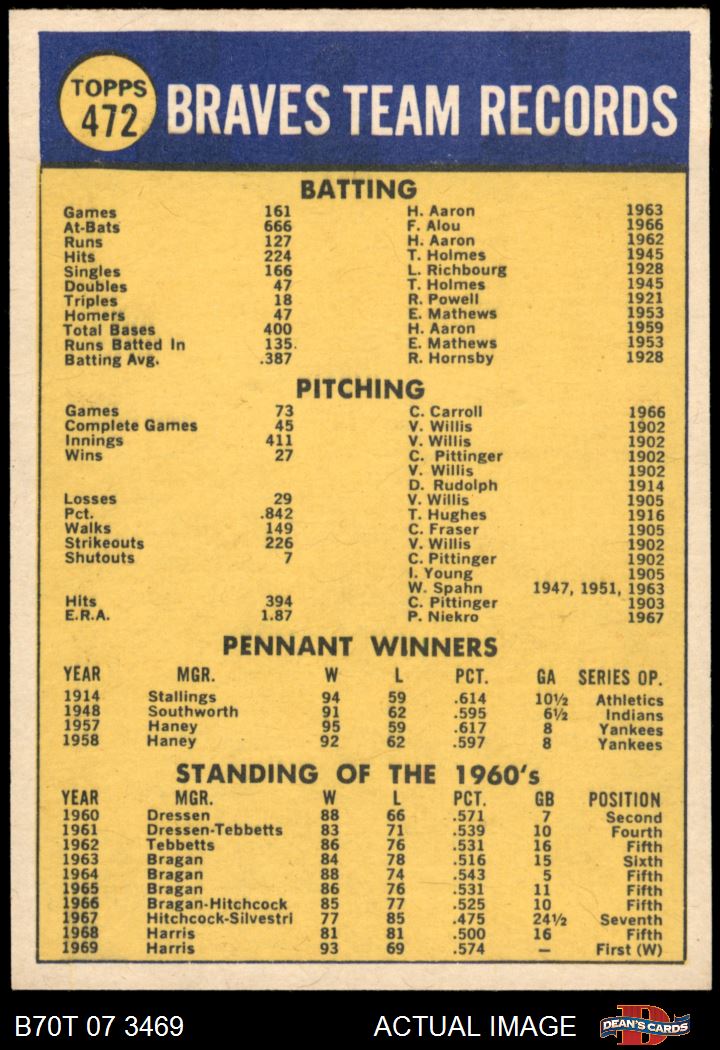 TOPPS
472
BRAVES TEAM RECORDS
BATTING
Games 161 H. Aaron 1963
At-Bats 666 F. Alou 1966
Runs 127 H. Aaron 1962
Hits 224 T. Holmes 1945
Singles 166 L. Richbourg 1928
Doubles 47 T. Holmes 1945
Triples 18 R. Powell 1921
Homers 47 E. Mathews 1953
Total Bases 400 H. Aaron 1959
Runs Batted In 135. E. Mathews 1953
Batting Avg. .387 R. Hornsby 1928
PITCHING
Games 73 C. Carroll 1966
Complete Games 45 V. Willis 1902
Innings 411 V. Willis 1902
Wins 27 C. Pittinger 1902
V. Willis 1902
D. Rudolph 1914
Losses 29 V. Willis 1905
Pct. .842 T. Hughes 1916
Walks 149 C. Fraser 1905
Strikeouts 226 V. Willis 1902
Shutouts 7 C. Pittinger 1902
I. Young 1905
W. Spahn 1947, 1951, 1963
Hits 394 C. Pittinger 1903
E.R.A. 1.87 P. Niekro 1967
PENNANT WINNERS
YEAR MGR. W L PCT. GA SERIES OP.
1914 Stallings 94 59 .614 10½ Athletics
1948 Southworth 91 62 .595 6½ Indians
1957 Haney 95 59 .617 8 Yankees
1958 Haney 92 62 .597 8 Yankees
STANDING OF THE 1960's
YEAR MGR. W L PCT. GB POSITION
1960 Dressen 88 66 .571 7 Second
1961 Dressen-Tebbetts 83 71 .539 10 Fourth
1962 Tebbetts 86 76 .531 16 Fifth
1963 Bragan 84 78 .516 15 Sixth
1964 Bragan 88 74 .543 5 Fifth
1965 Bragan 86 76 .531 11 Fifth
1966 Bragan-Hitchcock 85 77 .525 10 Fifth
1967 Hitchcock-Silvestri 77 85 .475 24½ Seventh
1968 Harris 81 81 .500 16 Fifth
1969 Harris 93 69 .574 — First (W)
B70T 07 3469 ACTUAL IMAGE D DEAN'S CARDS